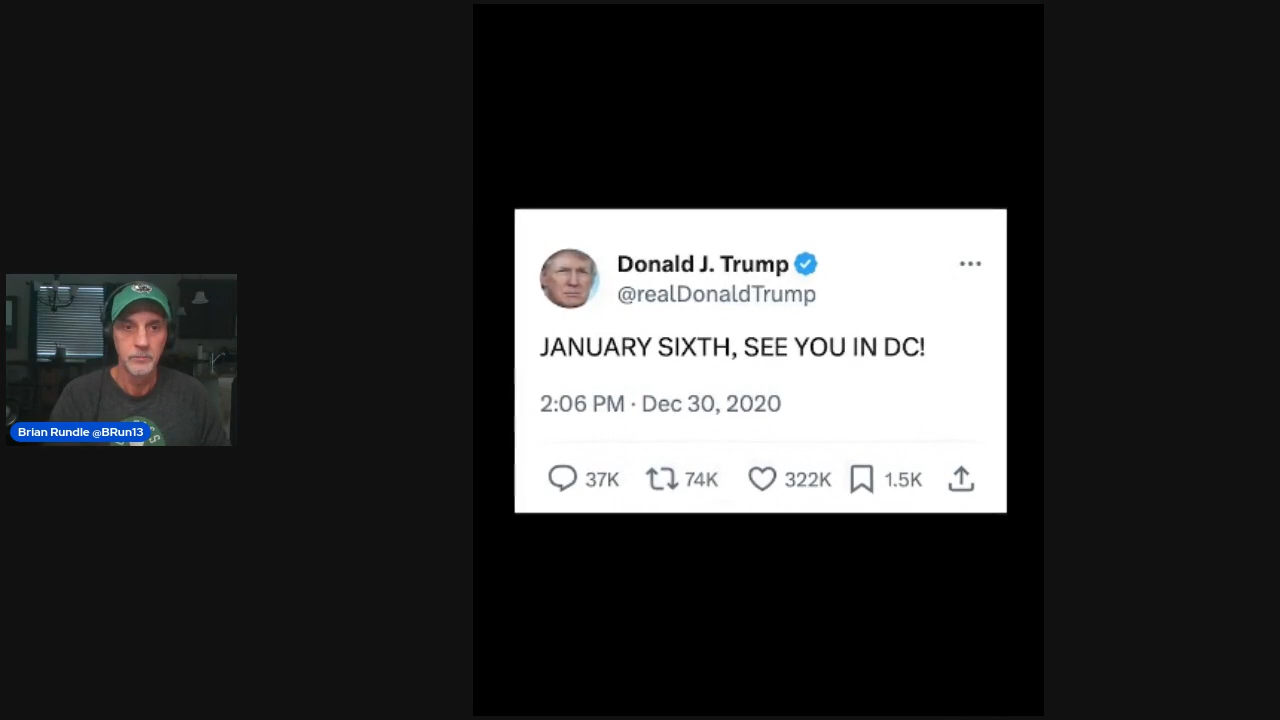 Donald J. Trump
@realDonaldTrump
JANUARY SIXTH, SEE YOU IN DC!
2:06 PM · Dec 30, 2020
37K 74K 322K 1.5K
Brian Rundle @BRun13